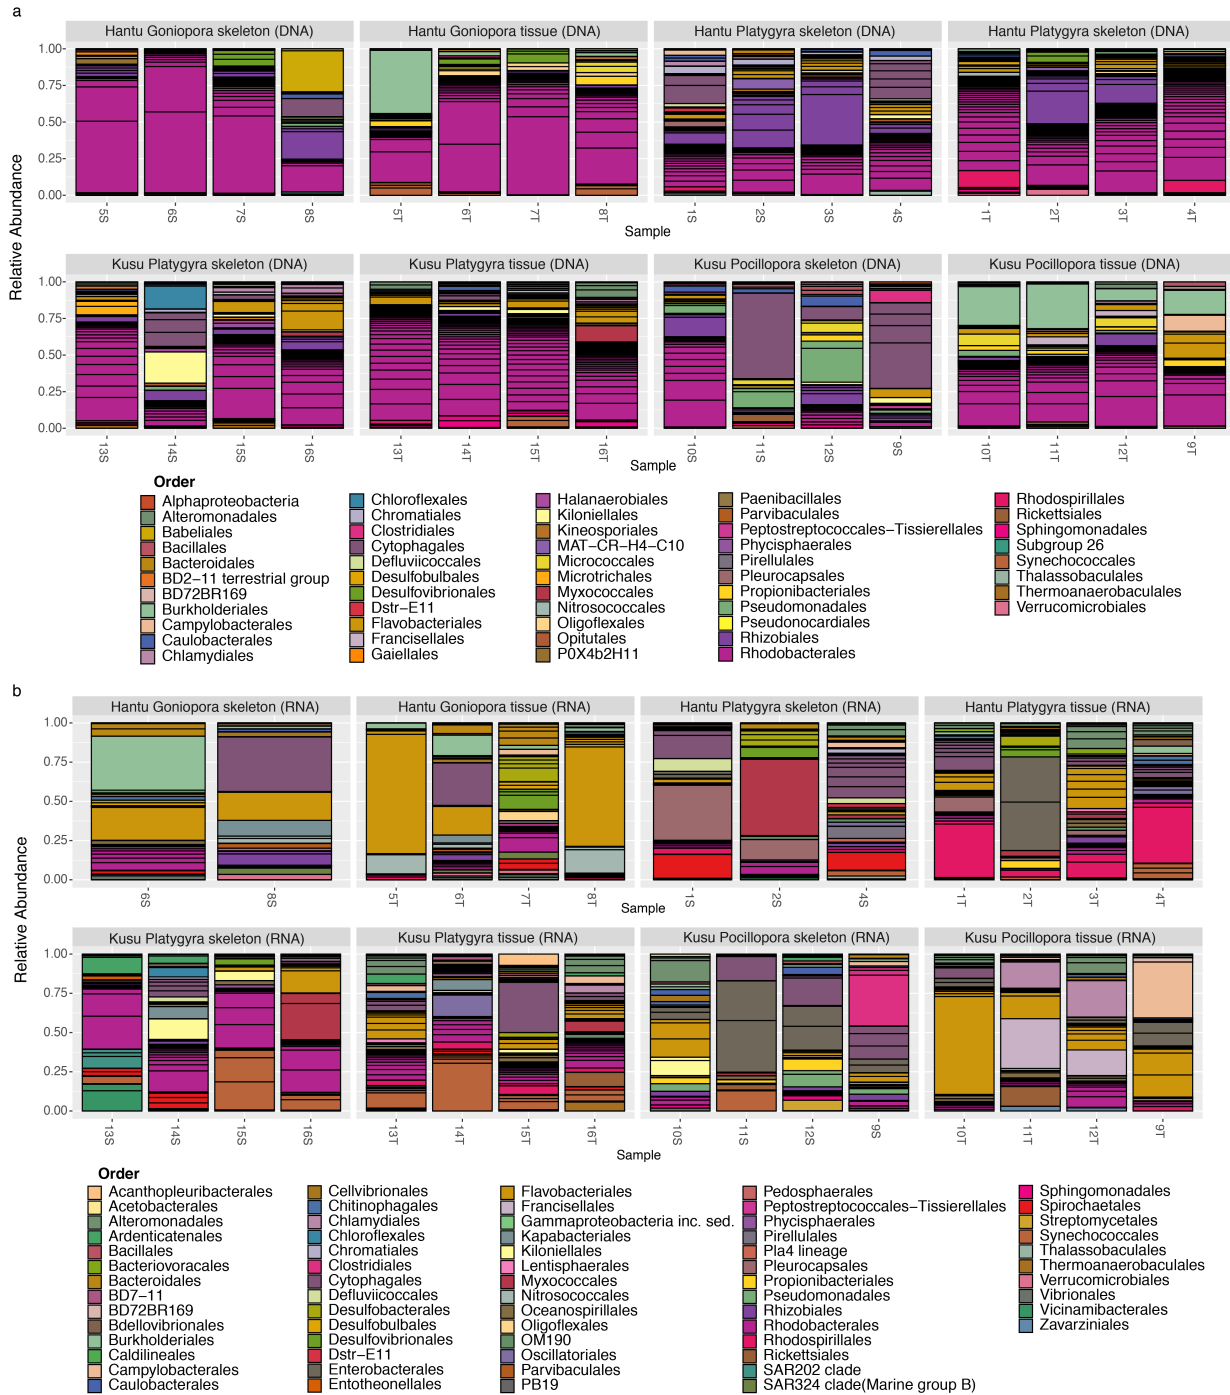 a
Hantu Goniopora skeleton (DNA)
Hantu Goniopora tissue (DNA)
Hantu Platygyra skeleton (DNA)
Hantu Platygyra skeleton (DNA)
1.00
0.75
0.50
0.25
0.00
5S 6S 7S 8S
5T 6T 7T 8T
1S 2S 3S 4S
1T 2T 3T 4T
Sample
Relative Abundance
Kusu Platygyra skeleton (DNA)
Kusu Platygyra tissue (DNA)
Kusu Pocillopora skeleton (DNA)
Kusu Pocillopora tissue (DNA)
1.00
0.75
0.50
0.25
0.00
13S 14S 15S 16S
13T 14T 15T 16T
10S 11S 12S 9S
10T 11T 12T 9T
Sample
Order
Alphaproteobacteria
Alteromonadales
Babeliales
Bacillales
Bacteroidales
BD2−11 terrestrial group
BD72BR169
Burkholderiales
Campylobacterales
Caulobacterales
Chlamydiales
Chloroflexales
Chromatiales
Clostridiales
Cytophagales
Defluviicoccales
Desulfobulbales
Desulfovibrionales
Dstr−E11
Flavobacteriales
Francisellales
Gaiellales
Halanaerobiales
Kiloniellales
Kineosporiales
MAT−CR−H4−C10
Micrococcales
Microtrichales
Myxococcales
Nitrosococcales
Oligoflexales
Opitutales
P0X4b2H11
Paenibacillales
Parvibaculales
Peptostreptococcales−Tissierellales
Phycisphaerales
Pirellulales
Pleurocapsales
Propionibacteriales
Pseudomonadales
Pseudonocardiales
Rhizobiales
Rhodobacterales
Rhodospirillales
Rickettsiales
Sphingomonadales
Subgroup 26
Synechococcales
Thalassobaculales
Thermoanaerobaculales
Verrucomicrobiales
b
Hantu Goniopora skeleton (RNA)
Hantu Goniopora tissue (RNA)
Hantu Platygyra skeleton (RNA)
Hantu Platygyra tissue (RNA)
1.00
0.75
0.50
0.25
0.00
6S 8S
5T 6T 7T 8T
1S 2S 4S
1T 2T 3T 4T
Sample
Relative Abundance
Kusu Platygyra skeleton (RNA)
Kusu Platygyra tissue (RNA)
Kusu Pocillopora skeleton (RNA)
Kusu Pocillopora tissue (RNA)
1.00
0.75
0.50
0.25
0.00
13S 14S 15S 16S
13T 14T 15T 16T
10S 11S 12S 9S
10T 11T 12T 9T
Sample
Order
Acanthopleuribacterales
Acetobacterales
Alteromonadales
Ardenticatenales
Bacillales
Bacteriovoracales
Bacteroidales
BD7−11
BD72BR169
Bdellovibrionales
Burkholderiales
Caldilineales
Campylobacterales
Caulobacterales
Cellvibrionales
Chitinophagales
Chlamydiales
Chloroflexales
Chromatiales
Clostridiales
Cytophagales
Defluviicoccales
Desulfobacterales
Desulfobulbales
Desulfovibrionales
Dstr−E11
Enterobacterales
Entotheonellales
Flavobacteriales
Francisellales
Gammaproteobacteria inc. sed.
Kapabacteriales
Kiloniellales
Lentisphaerales
Myxococcales
Nitrosococcales
Oceanospirillales
Oligoflexales
OM190
Oscillatoriales
Parvibaculales
PB19
Pedosphaerales
Peptostreptococcales−Tissierellales
Phycisphaerales
Pirellulales
Pla4 lineage
Pleurocapsales
Propionibacteriales
Pseudomonadales
Rhizobiales
Rhodobacterales
Rhodospirillales
Rickettsiales
SAR202 clade
SAR324 clade(Marine group B)
Sphingomonadales
Spirochaetales
Streptomycetales
Synechococcales
Thalassobaculales
Thermoanaerobaculales
Verrucomicrobiales
Vibrionales
Vicinamibacterales
Zavarziniales